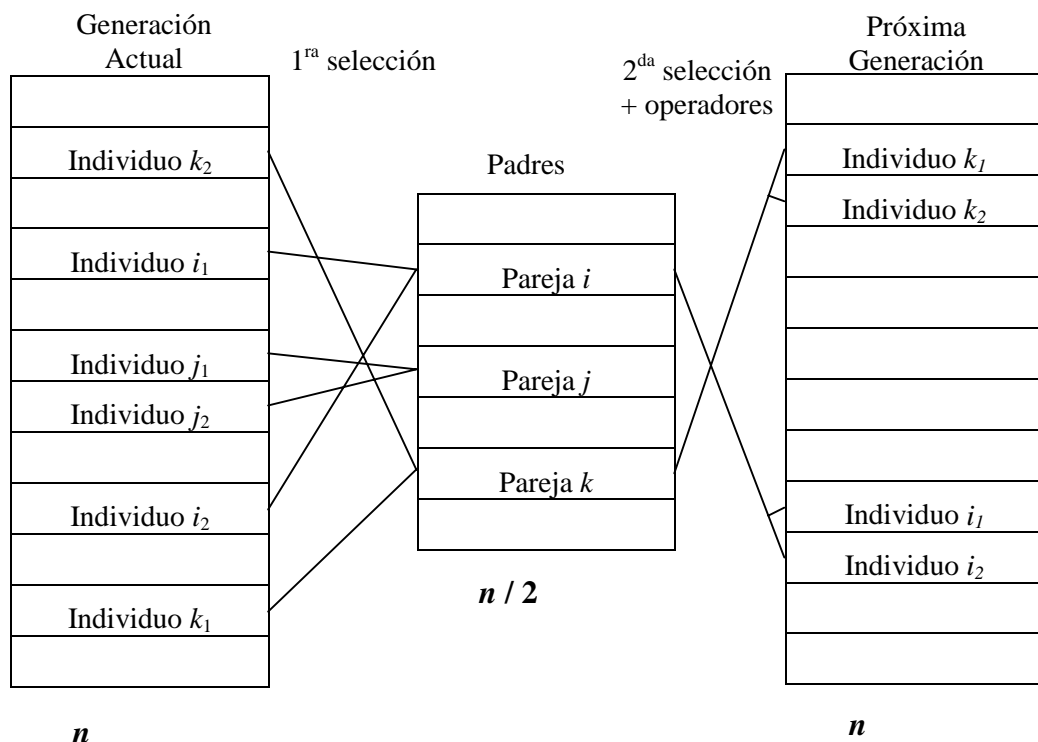 Generación
Actual
Individuo k₂
Individuo i₁
Individuo j₁
Individuo j₂
Individuo i₂
Individuo k₁
n
1ʳᵃ selección
Padres
Pareja i
Pareja j
Pareja k
n / 2
2ᵈᵃ selección
+ operadores
Próxima
Generación
Individuo k₁
Individuo k₂
Individuo i₁
Individuo i₂
n